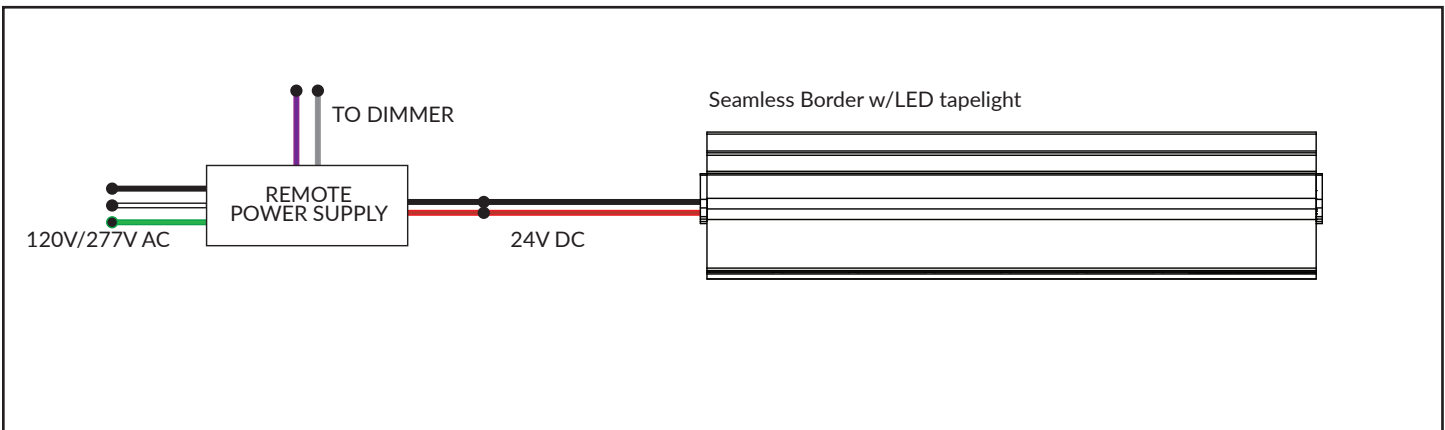 Seamless Border w/LED tapelight
TO DIMMER
REMOTE
POWER SUPPLY
120V/277V AC
24V DC